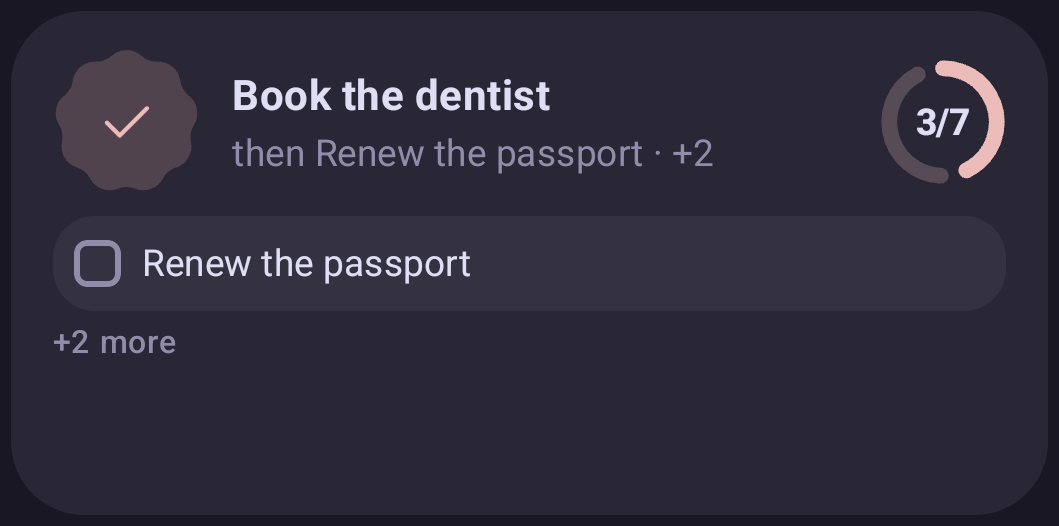 Book the dentist
then Renew the passport · +2
3/7
Renew the passport
+2 more